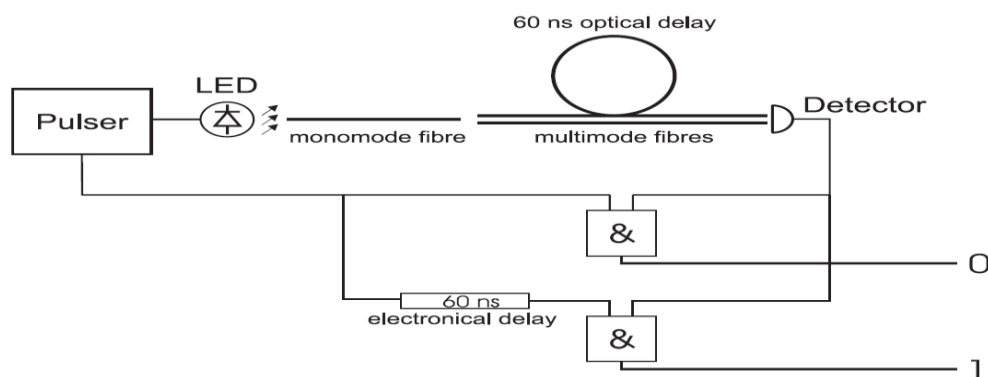 60 ns optical delay
LED
Pulser
Detector
monomode fibre
multimode fibres
&
0
60 ns
electronical delay
&
1